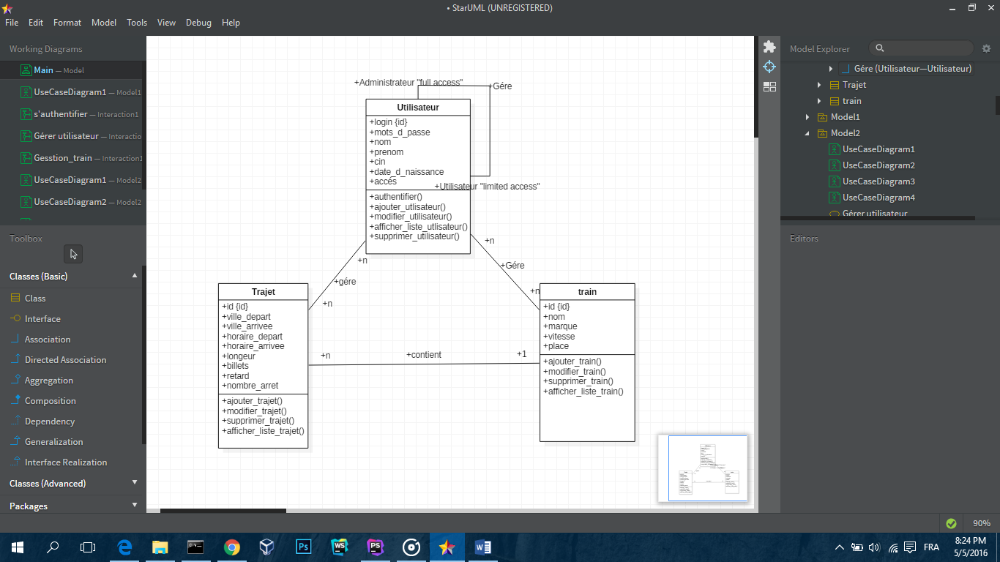 • StarUML (UNREGISTERED)
File Edit Format Model Tools View Debug Help
Working Diagrams
Main — Model
UseCaseDiagram1 — Model1
s'authentifier — Interaction1
Gérer utilisateur — Interactio
Gesstion_train — Interaction1
UseCaseDiagram1 — Model2
UseCaseDiagram2 — Model2
Toolbox
Classes (Basic)
Class
Interface
Association
Directed Association
Aggregation
Composition
Dependency
Generalization
Interface Realization
Classes (Advanced)
Packages
+Administrateur "full access"
+Gére
Utilisateur
+login {id}
+mots_d_passe
+nom
+prenom
+cin
+date_d_naissance
+accés
+Utilisateur "limited access"
+authentifier()
+ajouter_utlisateur()
+modifier_utilisateur()
+afficher_liste_utlisateur()
+supprimer_utilisateur()
+n
+gére
+n
+n
+Gére
+n
Trajet
+id {id}
+ville_depart
+ville_arrivee
+horaire_depart
+horaire_arrivee
+longeur
+billets
+retard
+nombre_arret
+ajouter_trajet()
+modifier_trajet()
+supprimer_trajet()
+afficher_liste_trajet()
+n
+contient
+1
train
+id {id}
+nom
+marque
+vitesse
+place
+ajouter_train()
+modifier_train()
+supprimer_train()
+afficher_liste_train()
Model Explorer
Gére (Utilisateur—Utilisateur)
Trajet
train
Model1
Model2
UseCaseDiagram1
UseCaseDiagram2
UseCaseDiagram3
UseCaseDiagram4
Gérer utilisateur
Editors
90%
Ps
WS
PS
W
FRA
8:24 PM
5/5/2016